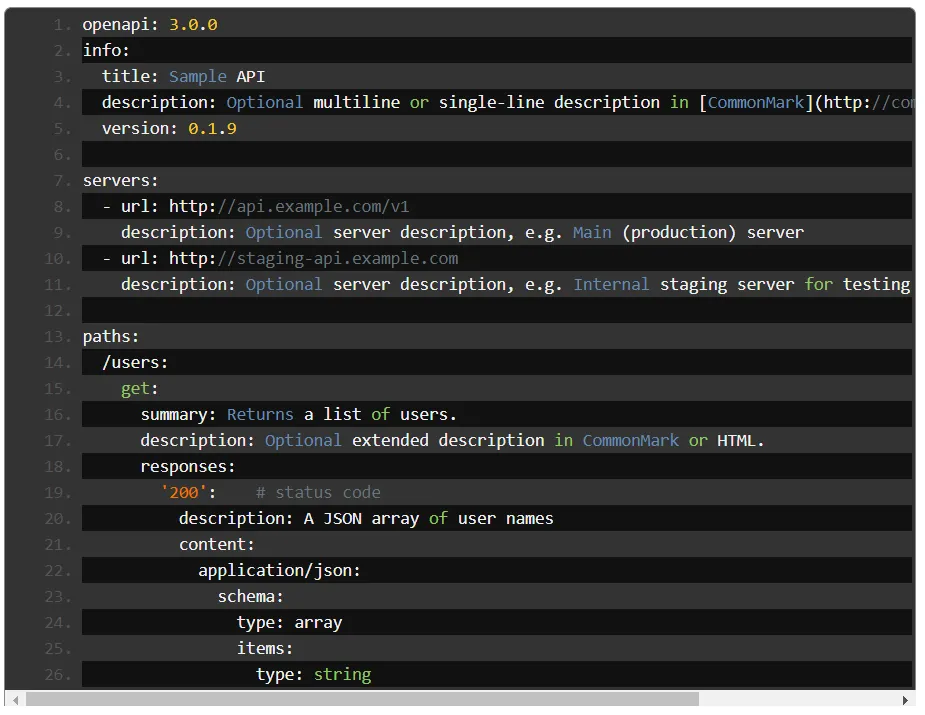 1. openapi: 3.0.0
2. info:
3.   title: Sample API
4.   description: Optional multiline or single-line description in [CommonMark](http://
5.   version: 0.1.9
6.
7. servers:
8.   - url: http://api.example.com/v1
9.     description: Optional server description, e.g. Main (production) server
10.   - url: http://staging-api.example.com
11.     description: Optional server description, e.g. Internal staging server for testing
12.
13. paths:
14.   /users:
15.     get:
16.       summary: Returns a list of users.
17.       description: Optional extended description in CommonMark or HTML.
18.       responses:
19.         '200':    # status code
20.           description: A JSON array of user names
21.           content:
22.             application/json:
23.               schema:
24.                 type: array
25.                 items:
26.                   type: string